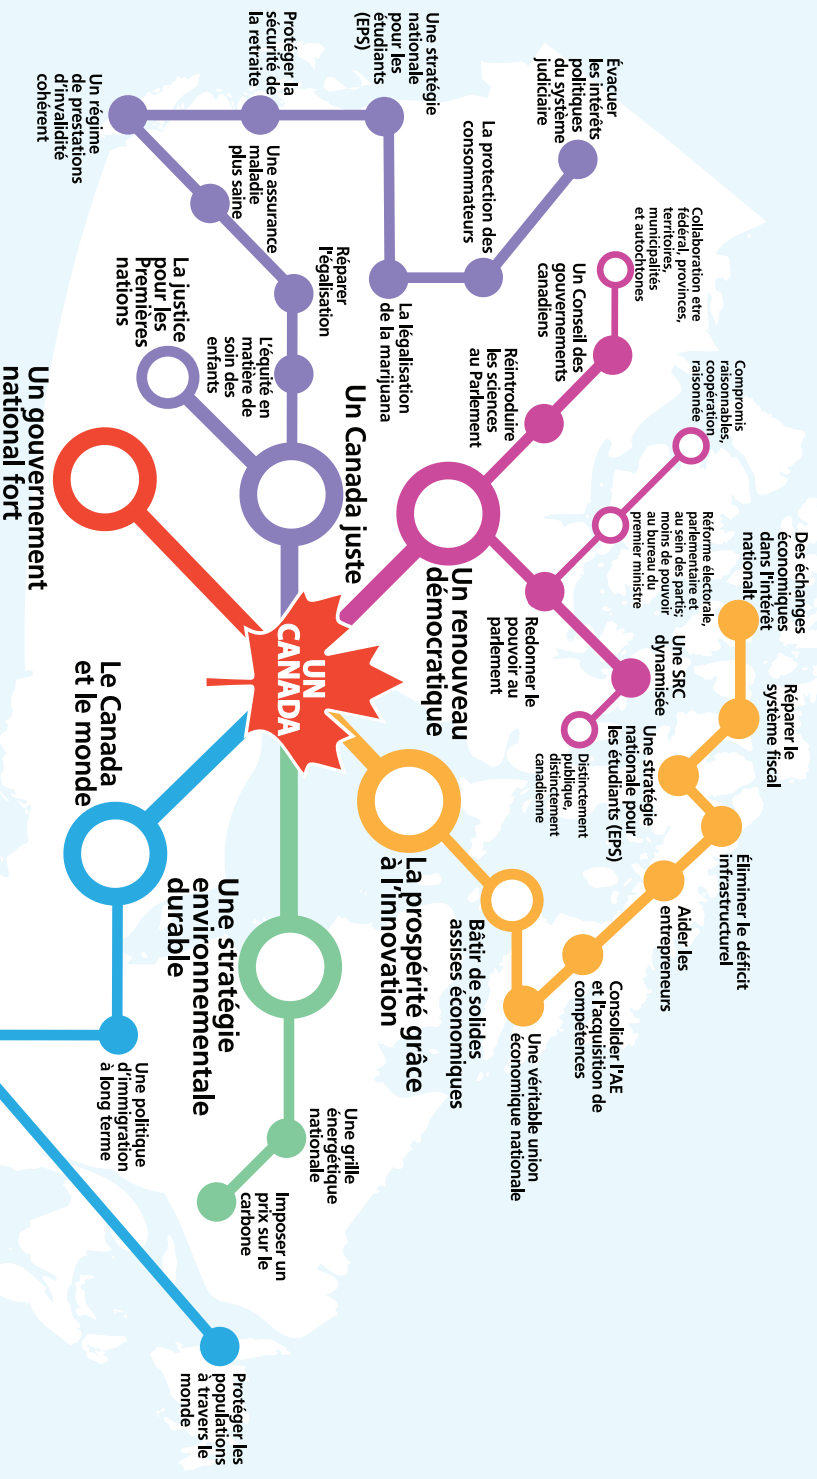 Une stratégie
nationale
pour les
étudiants
(EPS)
Protéger la
sécurité de
la retraite
Un régime
de prestations
d'invalidité
cohérent
Évacuer
les intérêts
politiques
du système
judiciaire
La protection des
consommateurs
Une assurance
maladie
plus saine
Réparer
l'égalisation
La légalisation
de la marijuana
La justice
pour les
Premières
nations
L'équité en
matière de
soin des
enfants
Un Canada juste
Collaboration etre
fédéral, provinces,
territoires,
municipalités
et autochtones
Un Conseil des
gouvernements
canadiens
Réintroduire
les sciences
au Parlement
Compromis
raisonnables,
coopération
raisonnée
Réforme électorale,
parlementaire et
au sein des partis;
moins de pouvoir
au bureau du
premier ministre
Un renouveau
démocratique
Redonner le
pouvoir au
parlement
Une SRC
dynamisée
Distinctement
publique,
distinctement
canadienne
Des échanges
économiques
dans l'intérêt
nationalt
Réparer le
système fiscal
Une stratégie
nationale pour
les étudiants (EPS)
Éliminer le déficit
infrastructurel
Aider les
entrepreneurs
Consolider l'AE
et l'acquisition de
compétences
Une véritable union
économique nationale
Bâtir de solides
assises économiques
La prospérité grâce
à l'innovation
UN
CANADA
Un gouvernement
national fort
Le Canada
et le monde
Une stratégie
environnementale
durable
Une grille
énergétique
nationale
Imposer un
prix sur le
carbone
Une politique
d'immigration
à long terme
Protéger les
populations
à travers le
monde